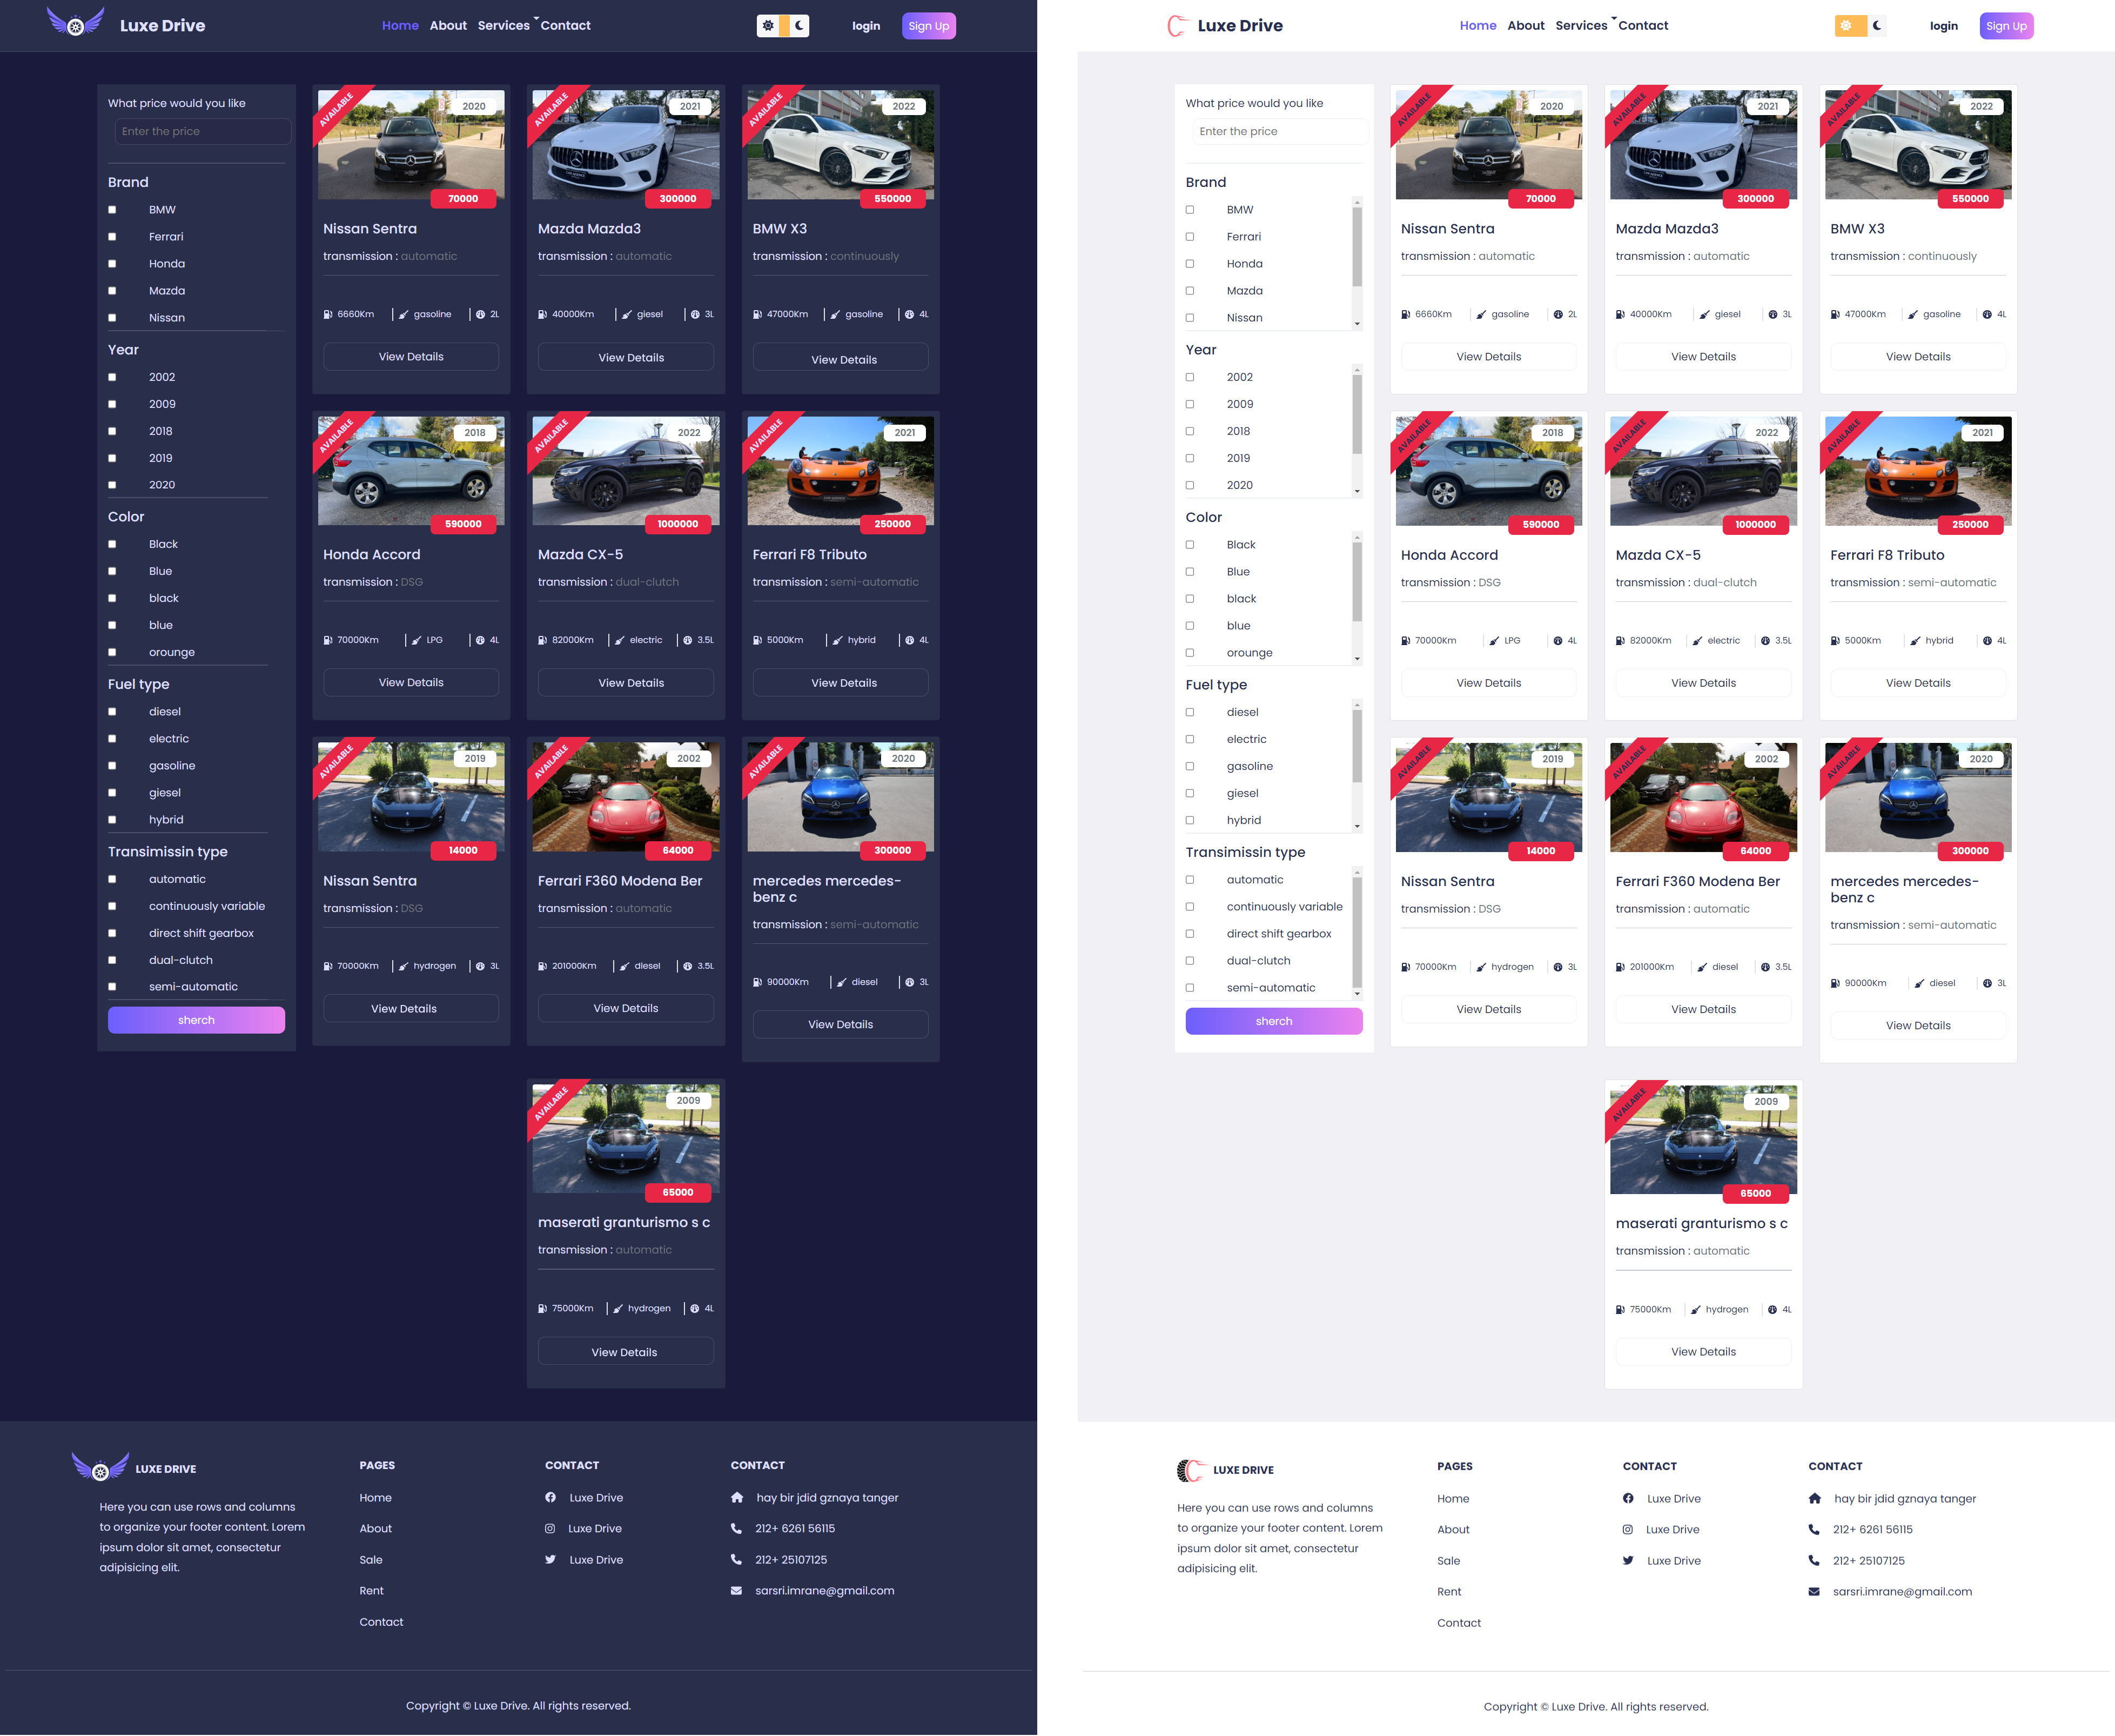 Luxe Drive
Home About Services Contact
login
Sign Up
What price would you like
Enter the price
Brand
BMW
Ferrari
Honda
Mazda
Nissan
Year
2002
2009
2018
2019
2020
Color
Black
Blue
black
blue
orounge
Fuel type
diesel
electric
gasoline
giesel
hybrid
Transimissin type
automatic
continuously variable
direct shift gearbox
dual-clutch
semi-automatic
sherch
AVAILABLE
2020
70000
Nissan Sentra
transmission : automatic
6660Km gasoline 2L
View Details
AVAILABLE
2021
300000
Mazda Mazda3
transmission : automatic
40000Km giesel 3L
View Details
AVAILABLE
2022
550000
BMW X3
transmission : continuously
47000Km gasoline 4L
View Details
AVAILABLE
2018
590000
Honda Accord
transmission : DSG
70000Km LPG 4L
View Details
AVAILABLE
2022
1000000
Mazda CX-5
transmission : dual-clutch
82000Km electric 3.5L
View Details
AVAILABLE
2021
250000
Ferrari F8 Tributo
transmission : semi-automatic
5000Km hybrid 4L
View Details
AVAILABLE
2019
14000
Nissan Sentra
transmission : DSG
70000Km hydrogen 3L
View Details
AVAILABLE
2002
64000
Ferrari F360 Modena Ber
transmission : automatic
201000Km diesel 3.5L
View Details
AVAILABLE
2020
300000
mercedes mercedes-
benz c
transmission : semi-automatic
90000Km diesel 3L
View Details
AVAILABLE
2009
65000
maserati granturismo s c
transmission : automatic
75000Km hydrogen 4L
View Details
LUXE DRIVE
Here you can use rows and columns
to organize your footer content. Lorem
ipsum dolor sit amet, consectetur
adipisicing elit.
PAGES
Home
About
Sale
Rent
Contact
CONTACT
Luxe Drive
Luxe Drive
Luxe Drive
CONTACT
hay bir jdid gznaya tanger
212+ 6261 56115
212+ 25107125
sarsri.imrane@gmail.com
Copyright © Luxe Drive. All rights reserved.
Luxe Drive
Home About Services Contact
login
Sign Up
What price would you like
Enter the price
Brand
BMW
Ferrari
Honda
Mazda
Nissan
Year
2002
2009
2018
2019
2020
Color
Black
Blue
black
blue
orounge
Fuel type
diesel
electric
gasoline
giesel
hybrid
Transimissin type
automatic
continuously variable
direct shift gearbox
dual-clutch
semi-automatic
sherch
AVAILABLE
2020
70000
Nissan Sentra
transmission : automatic
6660Km gasoline 2L
View Details
AVAILABLE
2021
300000
Mazda Mazda3
transmission : automatic
40000Km giesel 3L
View Details
AVAILABLE
2022
550000
BMW X3
transmission : continuously
47000Km gasoline 4L
View Details
AVAILABLE
2018
590000
Honda Accord
transmission : DSG
70000Km LPG 4L
View Details
AVAILABLE
2022
1000000
Mazda CX-5
transmission : dual-clutch
82000Km electric 3.5L
View Details
AVAILABLE
2021
250000
Ferrari F8 Tributo
transmission : semi-automatic
5000Km hybrid 4L
View Details
AVAILABLE
2019
14000
Nissan Sentra
transmission : DSG
70000Km hydrogen 3L
View Details
AVAILABLE
2002
64000
Ferrari F360 Modena Ber
transmission : automatic
201000Km diesel 3.5L
View Details
AVAILABLE
2020
300000
mercedes mercedes-
benz c
transmission : semi-automatic
90000Km diesel 3L
View Details
AVAILABLE
2009
65000
maserati granturismo s c
transmission : automatic
75000Km hydrogen 4L
View Details
LUXE DRIVE
Here you can use rows and columns
to organize your footer content. Lorem
ipsum dolor sit amet, consectetur
adipisicing elit.
PAGES
Home
About
Sale
Rent
Contact
CONTACT
Luxe Drive
Luxe Drive
Luxe Drive
CONTACT
hay bir jdid gznaya tanger
212+ 6261 56115
212+ 25107125
sarsri.imrane@gmail.com
Copyright © Luxe Drive. All rights reserved.